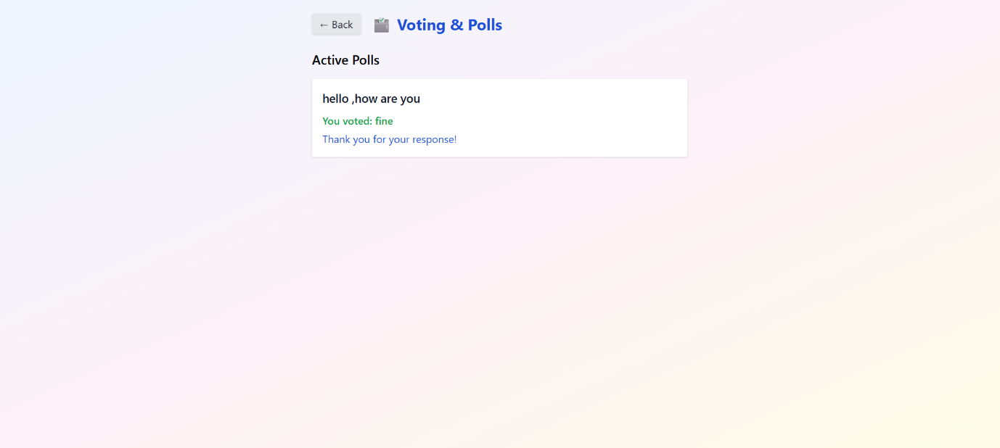 ← Back
Voting & Polls
Active Polls
hello ,how are you
You voted: fine
Thank you for your response!